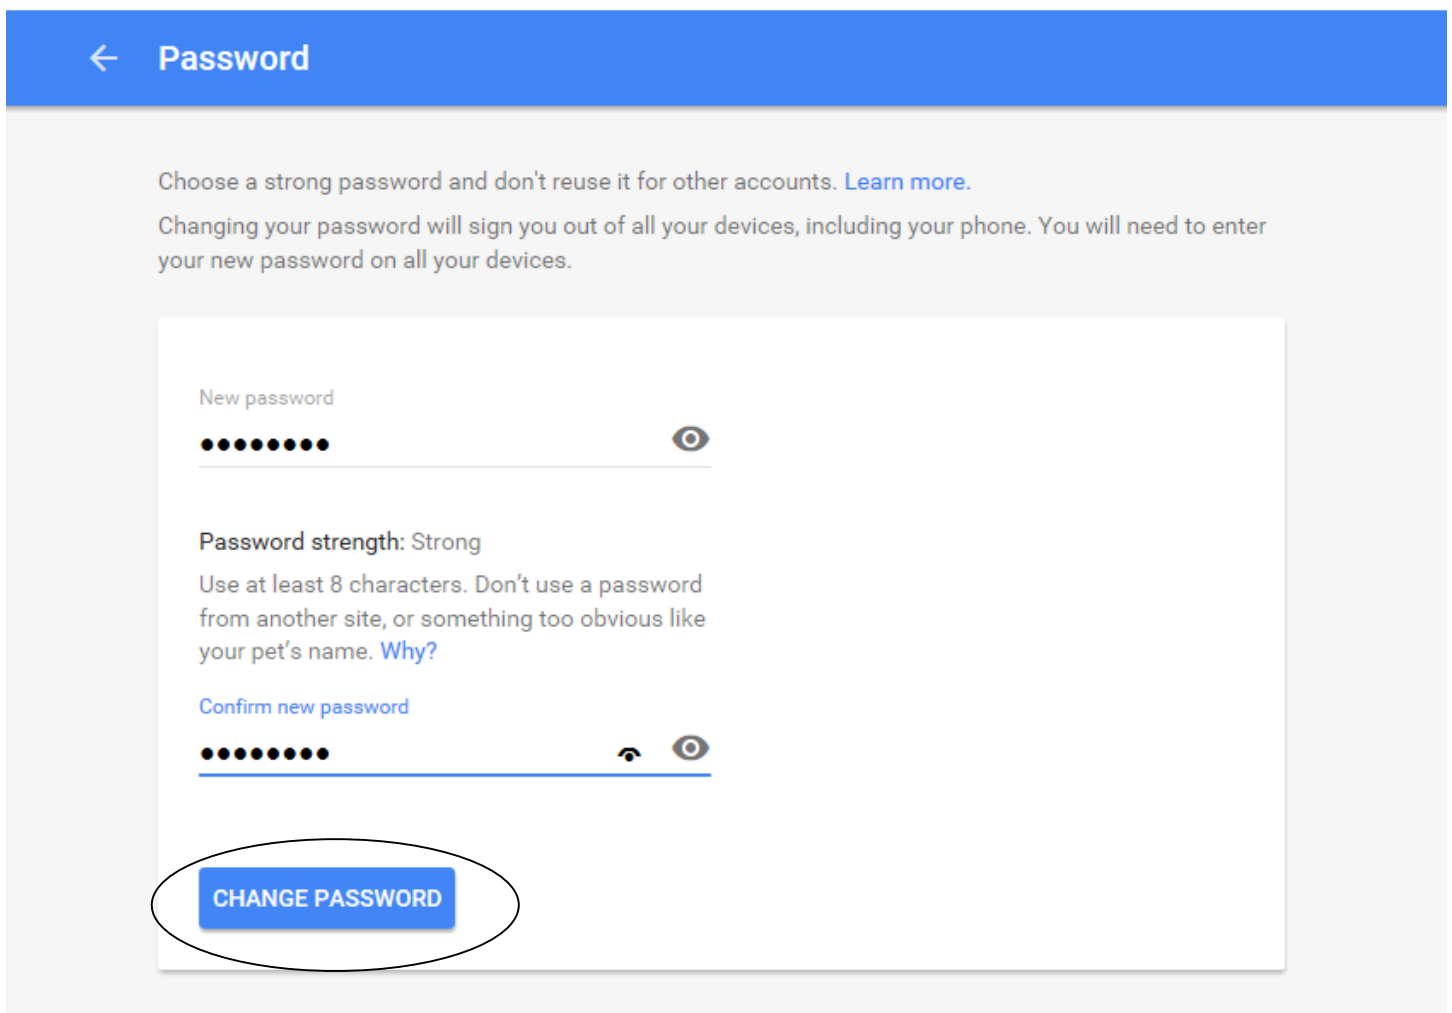 Password
Choose a strong password and don't reuse it for other accounts. Learn more.
Changing your password will sign you out of all your devices, including your phone. You will need to enter
your new password on all your devices.
New password
••••••••
Password strength: Strong
Use at least 8 characters. Don’t use a password
from another site, or something too obvious like
your pet’s name. Why?
Confirm new password
••••••••
CHANGE PASSWORD